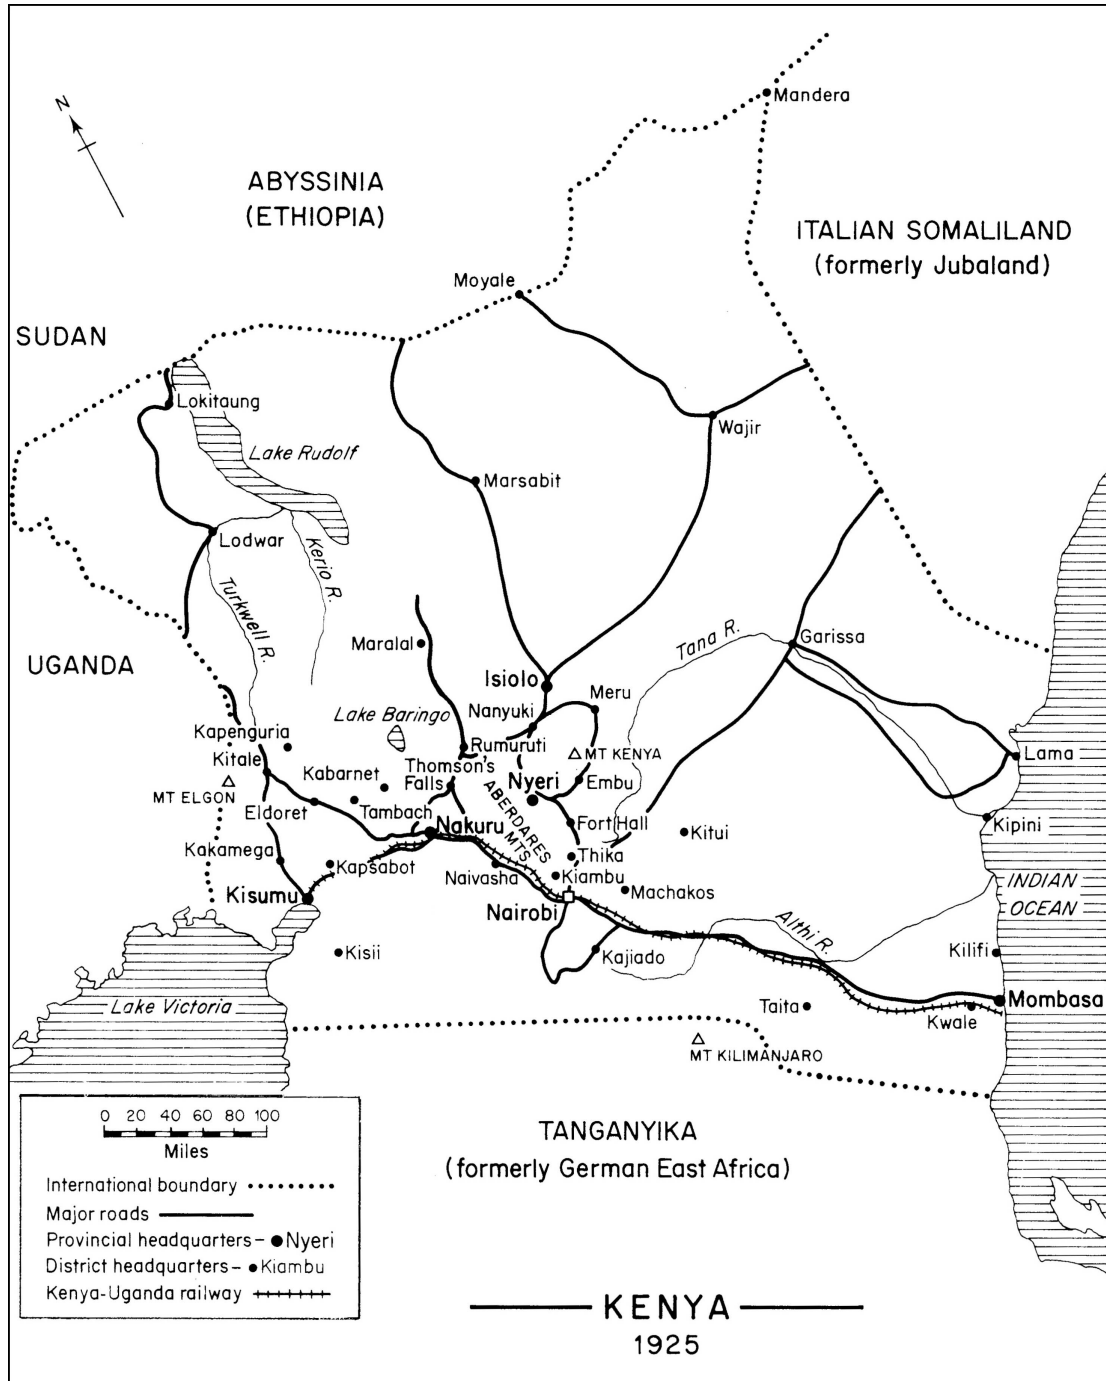 N
Mandera
ABYSSINIA
(ETHIOPIA)
ITALIAN SOMALILAND
(formerly Jubaland)
Moyale
SUDAN
Lokitaung
Wajir
Lake Rudolf
Marsabit
Lodwar
Kerio R.
Turkwell R.
Tana R.
Garissa
Maralal
UGANDA
Isiolo
Meru
Nanyuki
Lake Baringo
Kapenguria
Rumuruti
MT KENYA
Lama
Kitale
Thomson's
Falls
Kabarnet
Nyeri
Embu
MT ELGON
Tambach
ABERDARES
MTS
Eldoret
Fort Hall
Kipini
Nakuru
Kitui
Kakamega
Thika
Kapsabot
Naivasha
Kiambu
Machakos
INDIAN
OCEAN
Kisumu
Nairobi
Althi R.
Kisii
Kajiado
Kilifi
Lake Victoria
Taita
Mombasa
Kwale
MT KILIMANJARO
TANGANYIKA
(formerly German East Africa)
0 20 40 60 80 100
Miles
International boundary
Major roads
Provincial headquarters – Nyeri
District headquarters – Kiambu
Kenya-Uganda railway
KENYA
1925